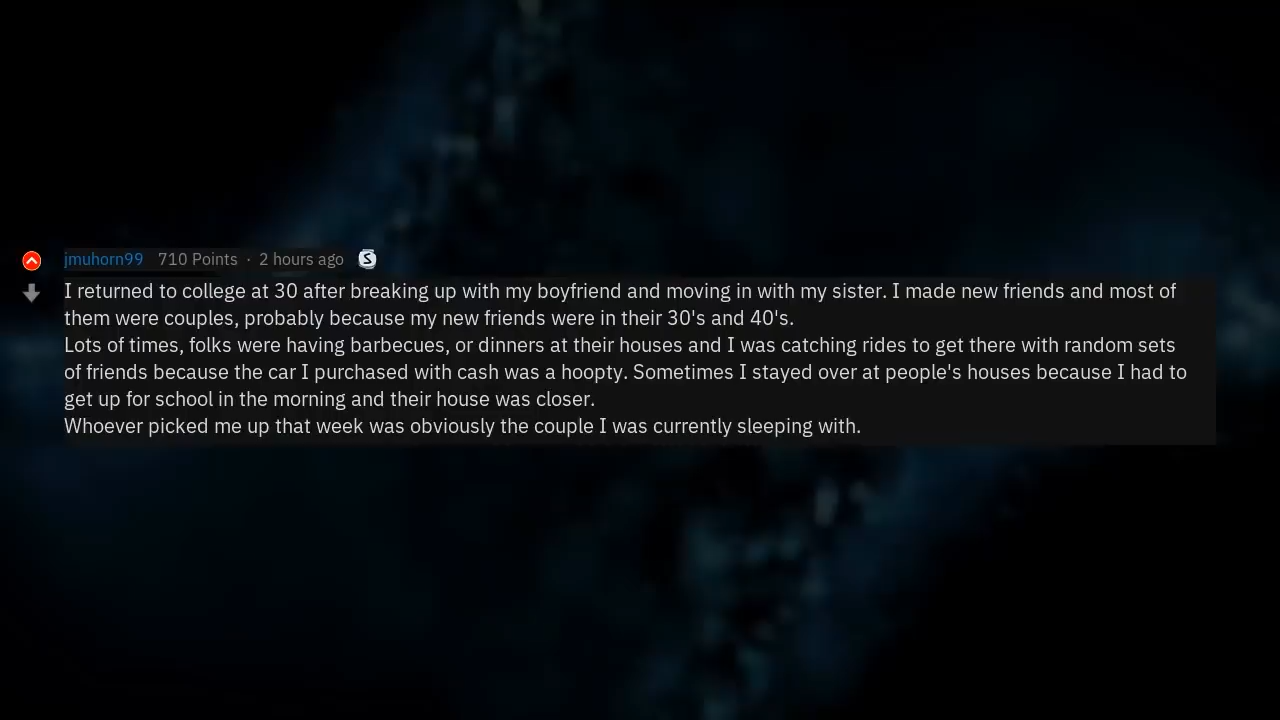 jmuhorn99 710 Points · 2 hours ago S
I returned to college at 30 after breaking up with my boyfriend and moving in with my sister. I made new friends and most of
them were couples, probably because my new friends were in their 30's and 40's.
Lots of times, folks were having barbecues, or dinners at their houses and I was catching rides to get there with random sets
of friends because the car I purchased with cash was a hoopty. Sometimes I stayed over at people's houses because I had to
get up for school in the morning and their house was closer.
Whoever picked me up that week was obviously the couple I was currently sleeping with.